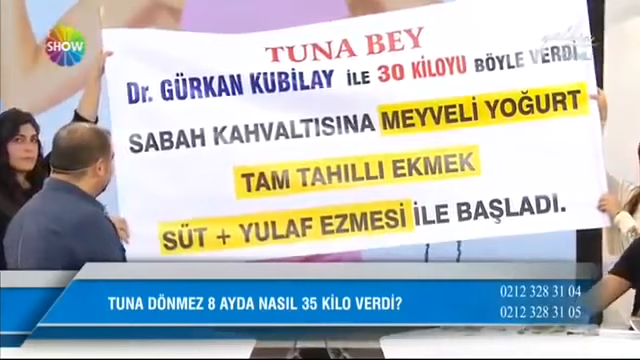 SHOW
TUNA BEY
Dr. GÜRKAN KUBİLAY İLE 30 KİLOYU BÖYLE VERDİ
SABAH KAHVALTISINA MEYVELİ YOĞURT
TAM TAHILLI EKMEK
SÜT + YULAF EZMESİ İLE BAŞLADI.
TUNA DÖNMEZ 8 AYDA NASIL 35 KİLO VERDİ?
0212 328 31 04
0212 328 31 05